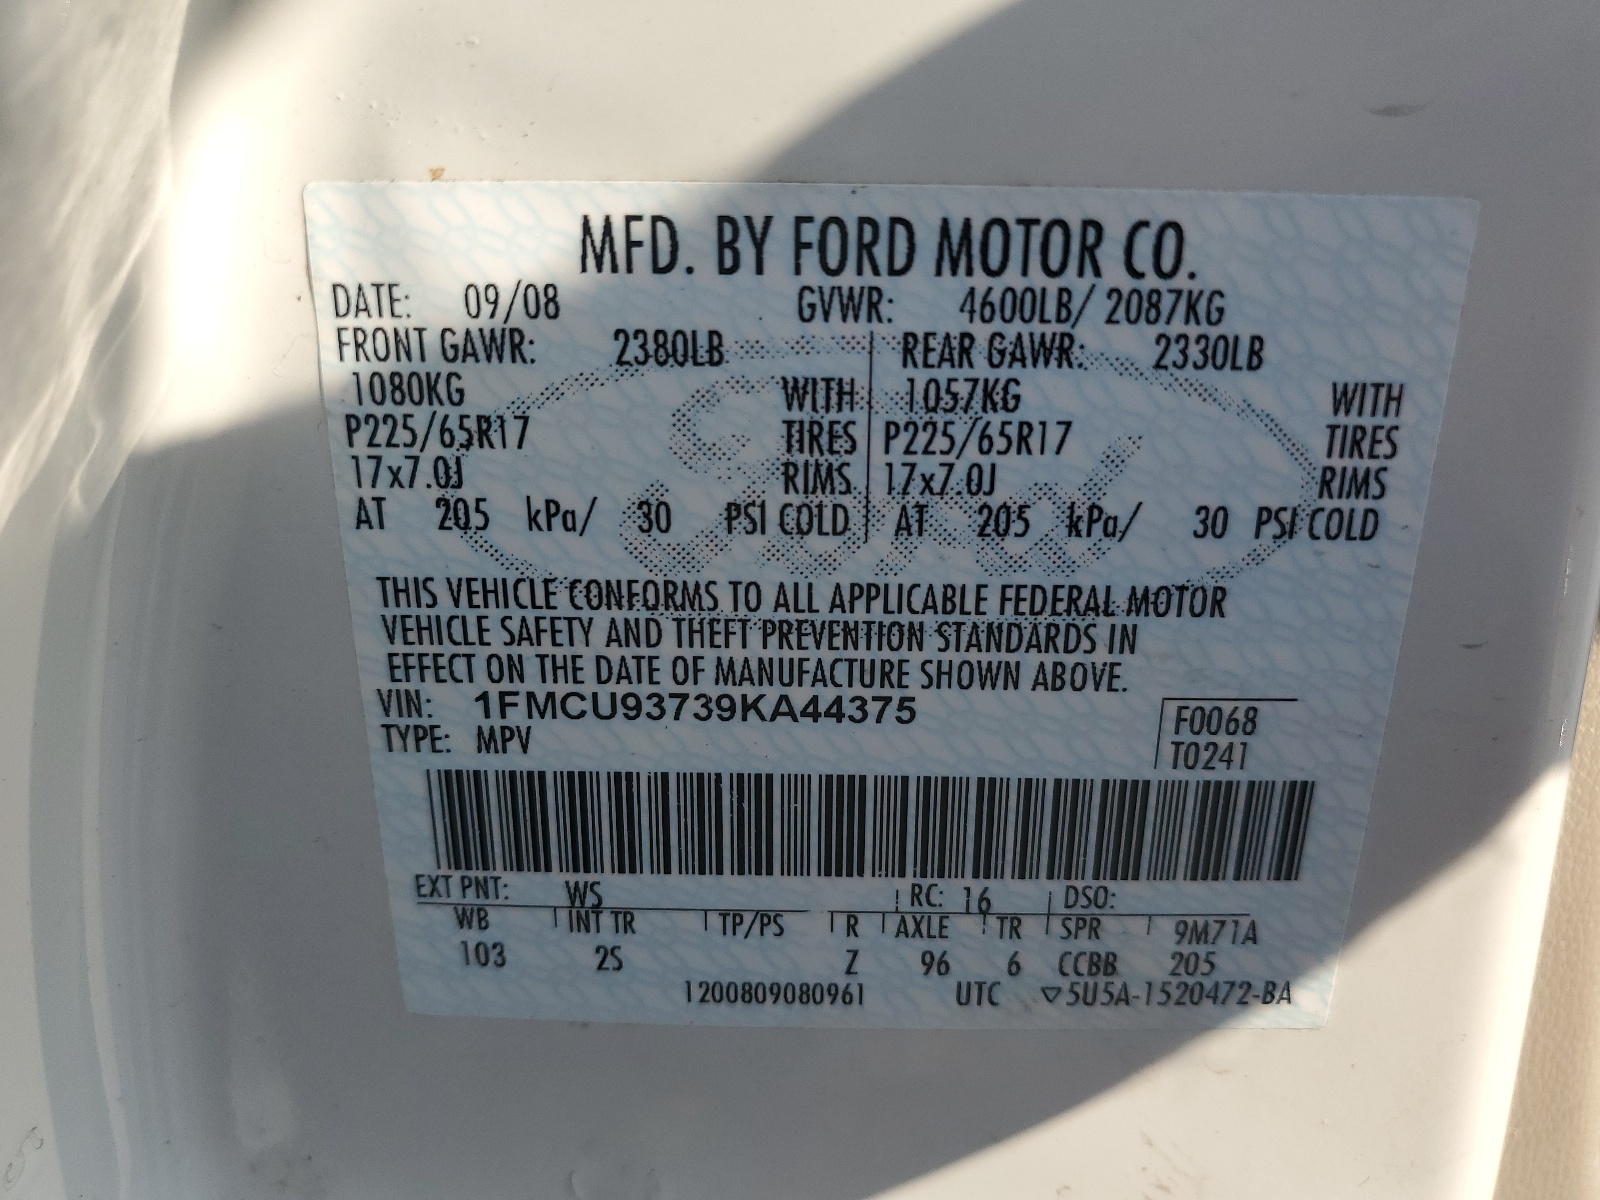 MFD. BY FORD MOTOR CO.
DATE: 09/08 GVWR: 4600LB/ 2087KG
FRONT GAWR: 2380LB REAR GAWR: 2330LB
1080KG WITH 1057KG WITH
P225/65R17 TIRES P225/65R17 TIRES
17x7.0J RIMS 17x7.0J RIMS
AT 205 kPa/ 30 PSI COLD AT 205 kPa/ 30 PSI COLD
Ford
THIS VEHICLE CONFORMS TO ALL APPLICABLE FEDERAL MOTOR
VEHICLE SAFETY AND THEFT PREVENTION STANDARDS IN
EFFECT ON THE DATE OF MANUFACTURE SHOWN ABOVE.
VIN: 1FMCU93739KA44375 F0068
TYPE: MPV T0241
EXT PNT: WS RC: 16 DSO:
WB INT TR TP/PS R AXLE TR SPR 9M71A
103 2S Z 96 6 CCBB 205
1200809080961 UTC ▽5U5A-1520472-BA